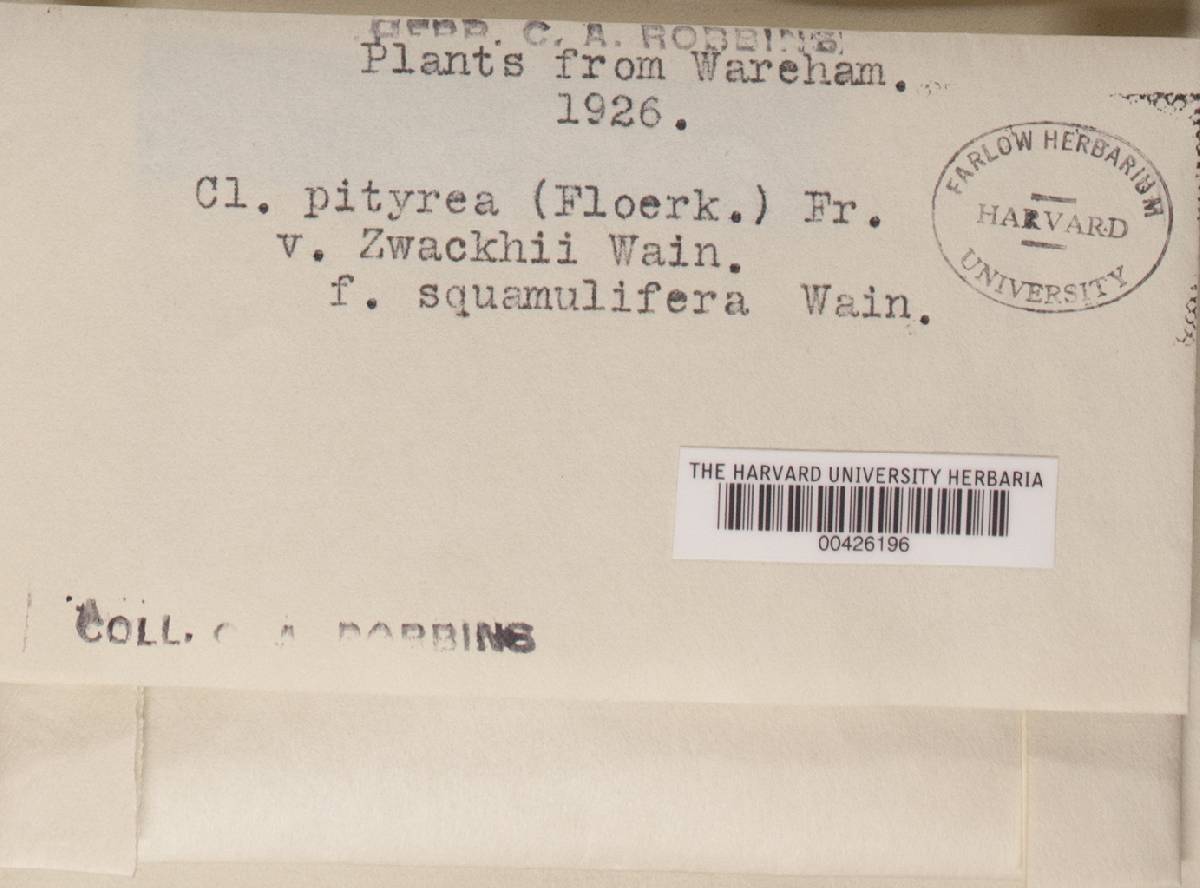 HERB. C. A. ROBBINS
Plants from Wareham.
1926.
Cl. pityrea (Floerk.) Fr.
v. Zwackhii Wain.
f. squamulifera Wain.
FARLOW HERBARIUM
HARVARD
UNIVERSITY
THE HARVARD UNIVERSITY HERBARIA
00426196
COLL. C. A. ROBBINS